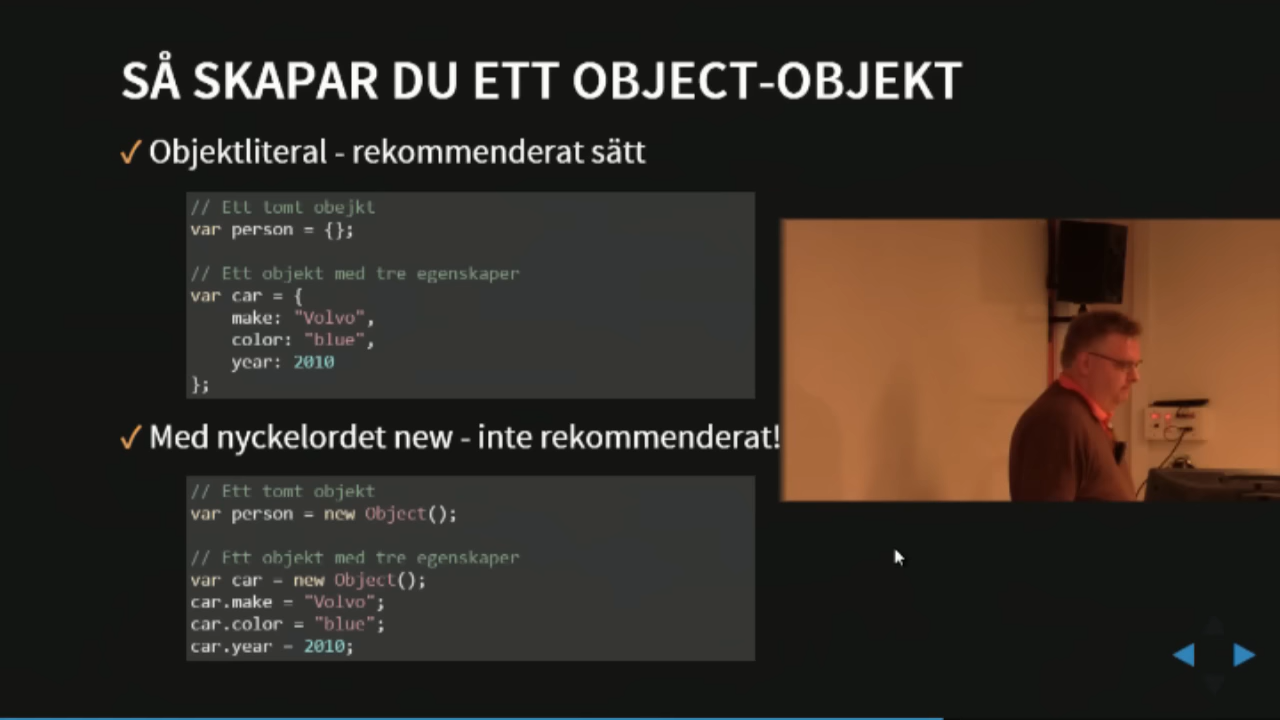 SÅ SKAPAR DU ETT OBJECT-OBJEKT
✓ Objektliteral - rekommenderat sätt
// Ett tomt obejkt
var person = {};
// Ett objekt med tre egenskaper
var car = {
    make: "Volvo",
    color: "blue",
    year: 2010
};
✓ Med nyckelordet new - inte rekommenderat!
// Ett tomt objekt
var person = new Object();
// Ett objekt med tre egenskaper
var car = new Object();
car.make = "Volvo";
car.color = "blue";
car.year = 2010;